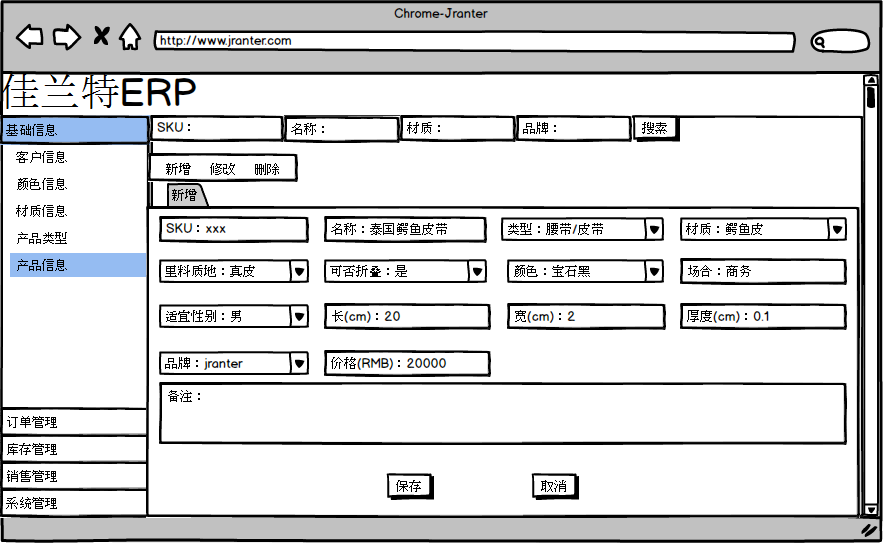 Chrome-Jranter
http://www.jranter.com
佳兰特ERP
基础信息
SKU： 名称： 材质： 品牌： 搜索
客户信息
颜色信息
材质信息
产品类型
产品信息
新增 修改 删除
新增
SKU：xxx 名称：泰国鳄鱼皮带 类型：腰带/皮带 材质：鳄鱼皮
里料质地：真皮 可否折叠：是 颜色：宝石黑 场合：商务
适宜性别：男 长(cm)：20 宽(cm)：2 厚度(cm)：0.1
品牌：jranter 价格(RMB)：20000
备注：
保存 取消
订单管理
库存管理
销售管理
系统管理